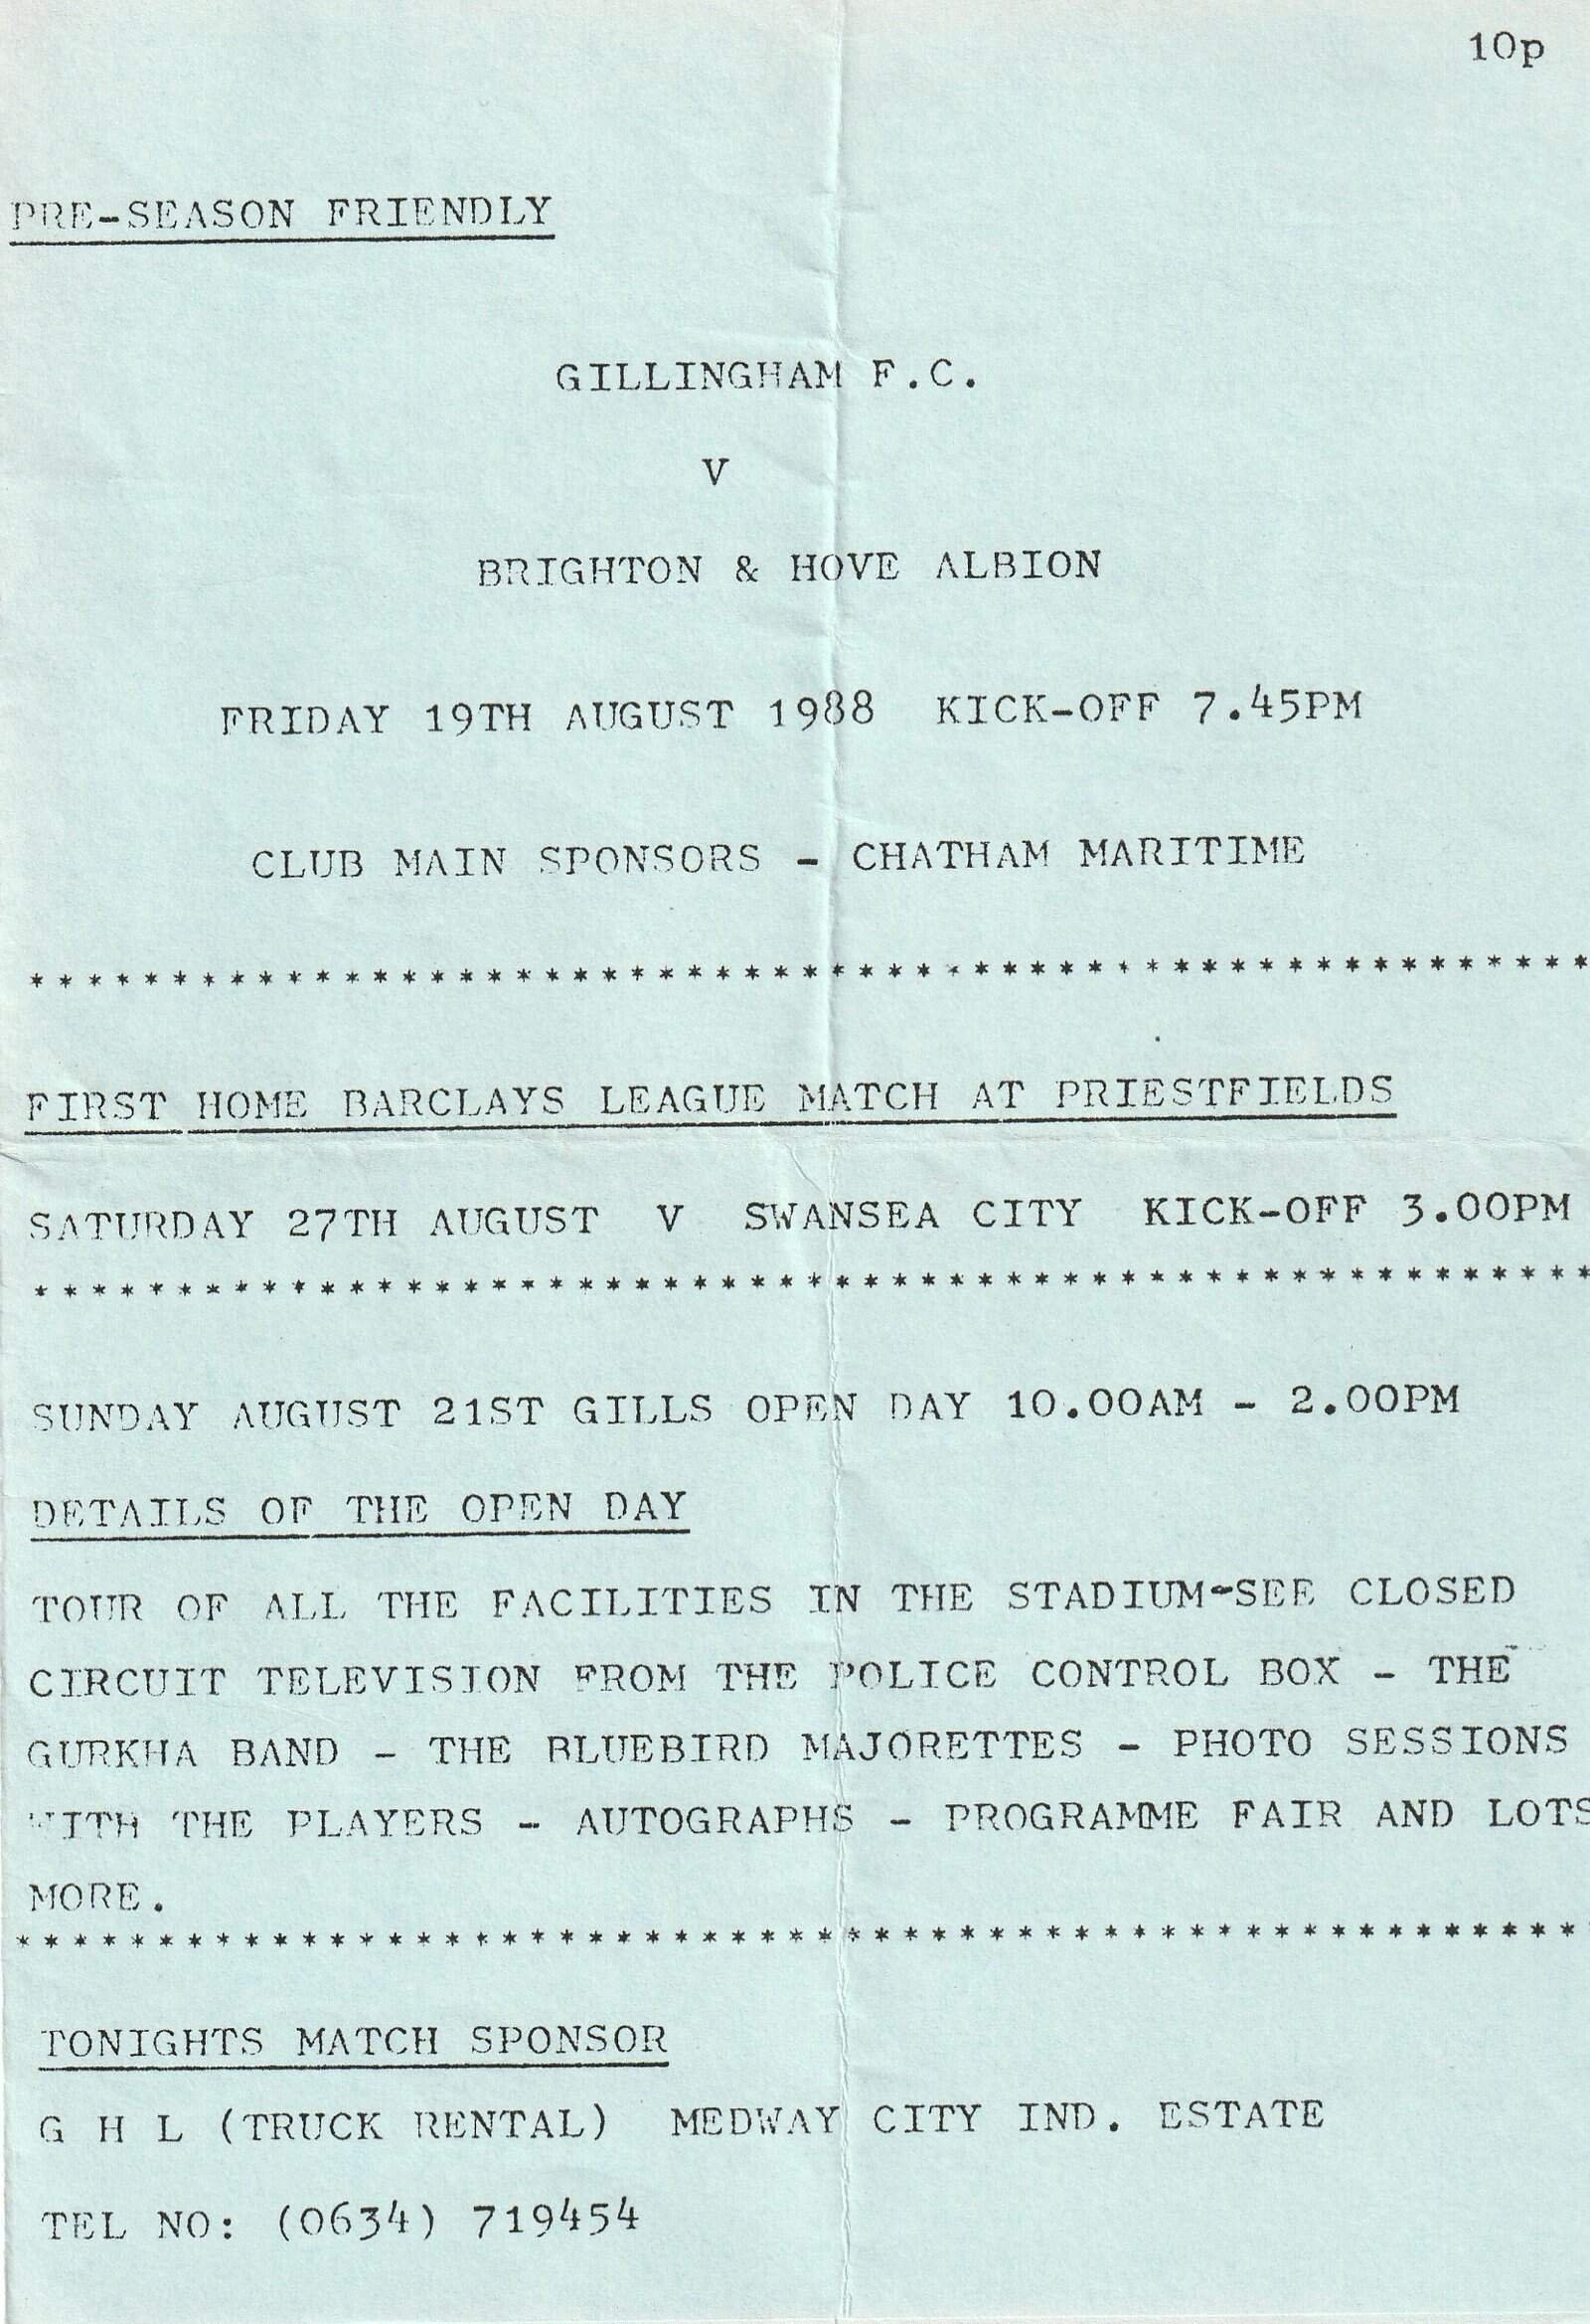 10p
PRE-SEASON FRIENDLY
GILLINGHAM F.C.
V
BRIGHTON & HOVE ALBION
FRIDAY 19TH AUGUST 1988 KICK-OFF 7.45PM
CLUB MAIN SPONSORS - CHATHAM MARITIME
* * * * * * * * * * * * * * * * * * * * * * * * * * * * * * * * * * * * * * * * * * * * * * * * * * * * * * *
FIRST HOME BARCLAYS LEAGUE MATCH AT PRIESTFIELDS
SATURDAY 27TH AUGUST V SWANSEA CITY KICK-OFF 3.00PM
* * * * * * * * * * * * * * * * * * * * * * * * * * * * * * * * * * * * * * * * * * * * * * * * * * * * * * *
SUNDAY AUGUST 21ST GILLS OPEN DAY 10.00AM - 2.00PM
DETAILS OF THE OPEN DAY
TOUR OF ALL THE FACILITIES IN THE STADIUM-SEE CLOSED
CIRCUIT TELEVISION FROM THE POLICE CONTROL BOX - THE
GURKHA BAND - THE BLUEBIRD MAJORETTES - PHOTO SESSIONS
WITH THE PLAYERS - AUTOGRAPHS - PROGRAMME FAIR AND LOTS
MORE.
* * * * * * * * * * * * * * * * * * * * * * * * * * * * * * * * * * * * * * * * * * * * * * * * * * * * * * *
TONIGHTS MATCH SPONSOR
G H L (TRUCK RENTAL) MEDWAY CITY IND. ESTATE
TEL NO: (0634) 719454